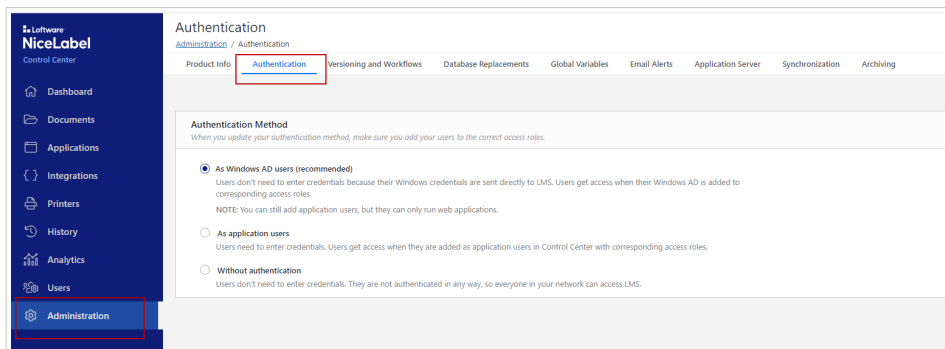 Loftware
NiceLabel
Control Center
Dashboard
Documents
Applications
Integrations
Printers
History
Analytics
Users
Administration
Authentication
Administration / Authentication
Product Info Authentication Versioning and Workflows Database Replacements Global Variables Email Alerts Application Server Synchronization Archiving
Authentication Method
When you update your authentication method, make sure you add your users to the correct access roles.
As Windows AD users (recommended)
Users don't need to enter credentials because their Windows credentials are sent directly to LMS. Users get access when their Windows AD is added to
corresponding access roles.
NOTE: You can still add application users, but they can only run web applications.
As application users
Users need to enter credentials. Users get access when they are added as application users in Control Center with corresponding access roles.
Without authentication
Users don't need to enter credentials. They are not authenticated in any way, so everyone in your network can access LMS.